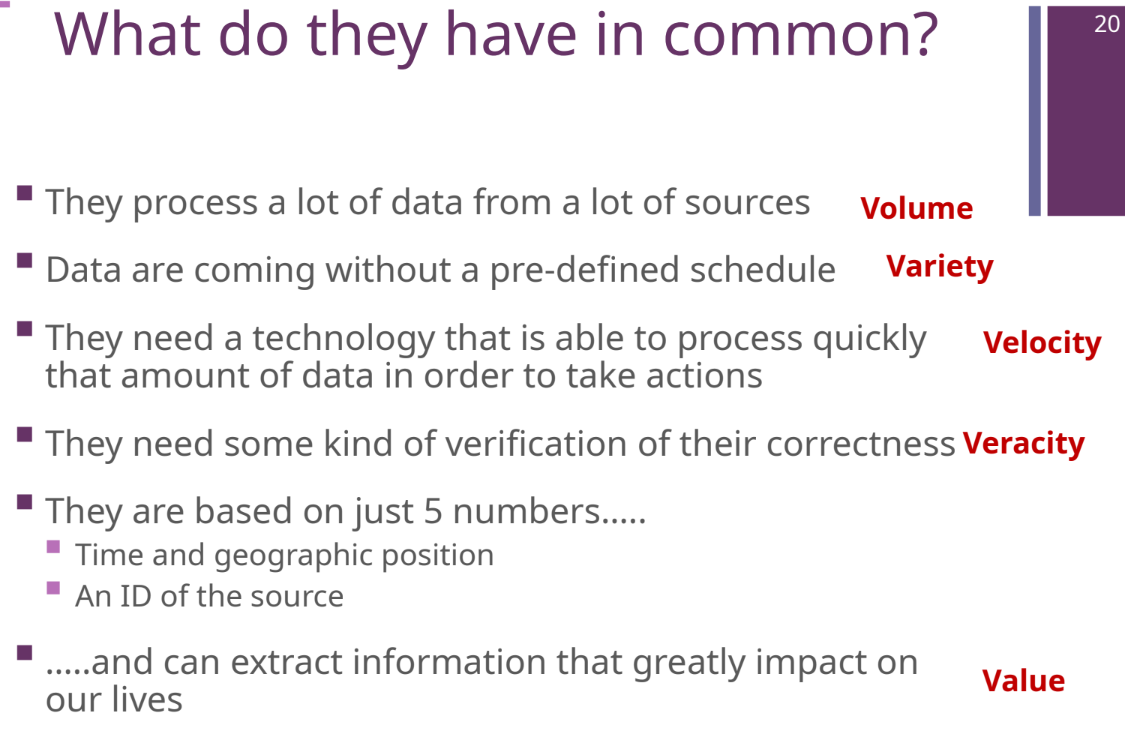 What do they have in common?
20
They process a lot of data from a lot of sources
Volume
Data are coming without a pre-defined schedule
Variety
They need a technology that is able to process quickly
that amount of data in order to take actions
Velocity
They need some kind of verification of their correctness
Veracity
They are based on just 5 numbers.....
Time and geographic position
An ID of the source
.....and can extract information that greatly impact on
our lives
Value